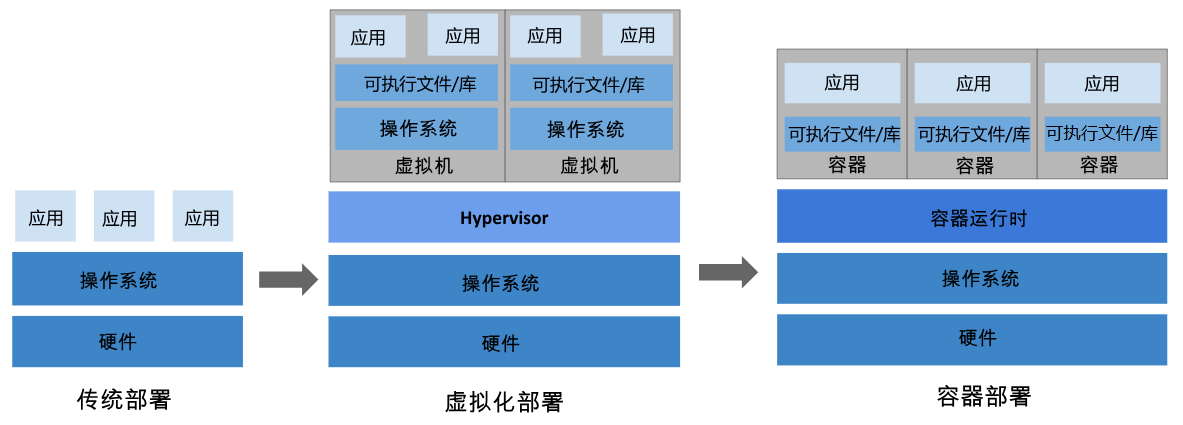 应用
应用
应用
操作系统
硬件
传统部署
应用
应用
应用
应用
可执行文件/库
可执行文件/库
操作系统
操作系统
虚拟机
虚拟机
Hypervisor
操作系统
硬件
虚拟化部署
应用
应用
应用
可执行文件/库
可执行文件/库
可执行文件/库
容器
容器
容器
容器运行时
操作系统
硬件
容器部署